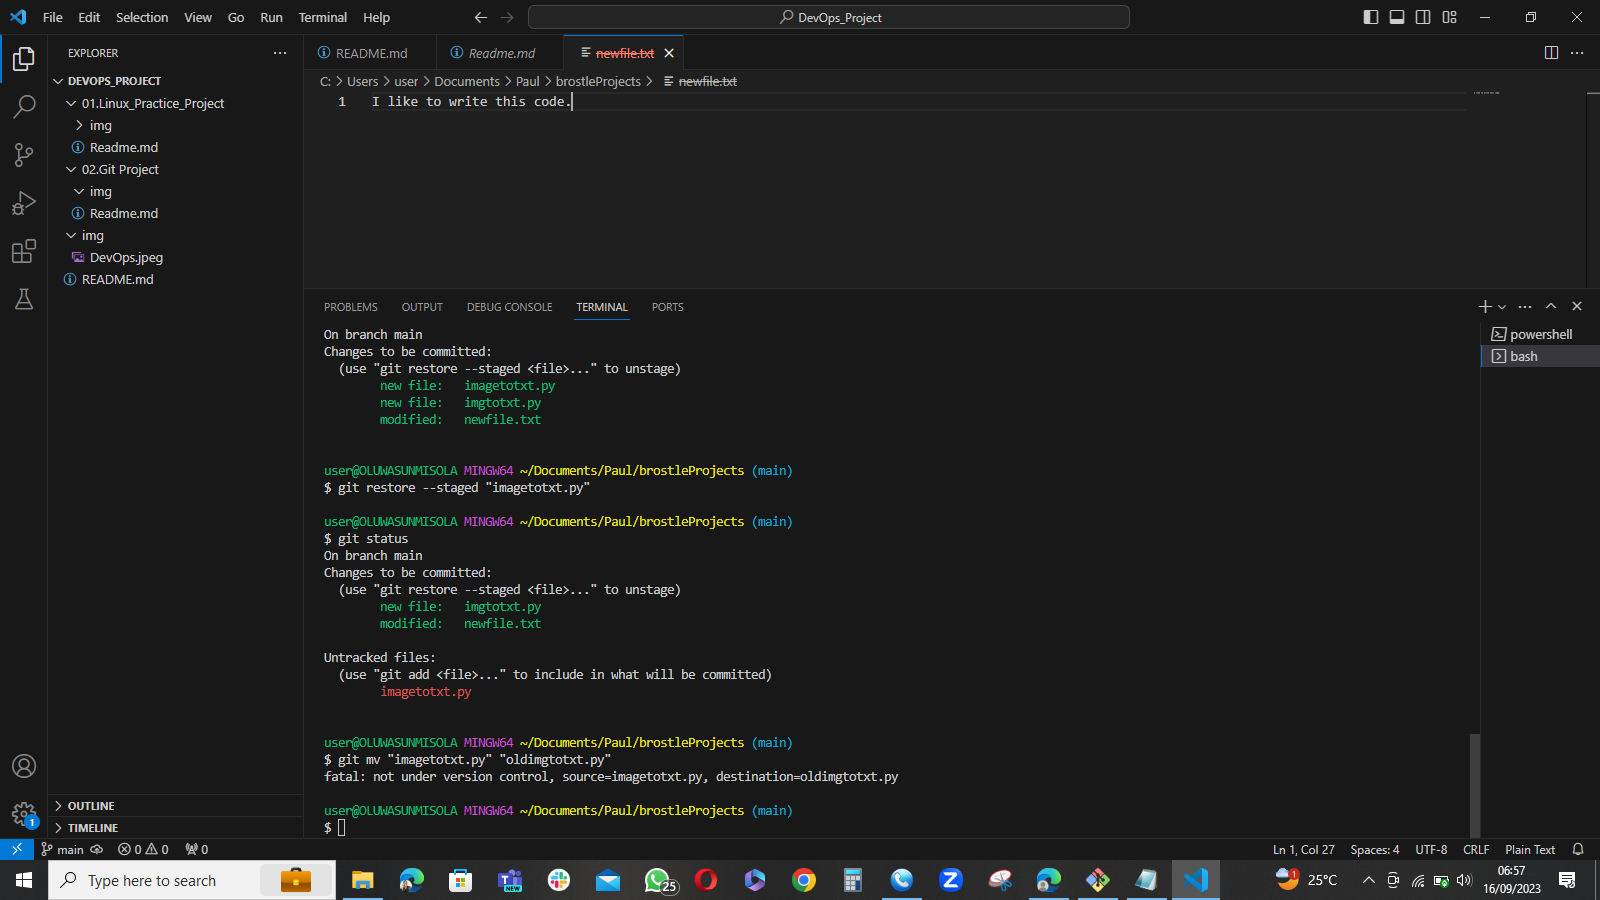 File Edit Selection View Go Run Terminal Help
DevOps_Project
EXPLORER
DEVOPS_PROJECT
01.Linux_Practice_Project
img
Readme.md
02.Git Project
img
Readme.md
img
DevOps.jpeg
README.md
OUTLINE
TIMELINE
README.md Readme.md newfile.txt
C: > Users > user > Documents > Paul > brostleProjects > newfile.txt
1 I like to write this code.
PROBLEMS OUTPUT DEBUG CONSOLE TERMINAL PORTS
powershell
bash
On branch main
Changes to be committed:
(use "git restore --staged <file>..." to unstage)
new file: imagetotxt.py
new file: imgtotxt.py
modified: newfile.txt
user@OLUWASUNMISOLA MINGW64 ~/Documents/Paul/brostleProjects (main)
$ git restore --staged "imagetotxt.py"
user@OLUWASUNMISOLA MINGW64 ~/Documents/Paul/brostleProjects (main)
$ git status
On branch main
Changes to be committed:
(use "git restore --staged <file>..." to unstage)
new file: imgtotxt.py
modified: newfile.txt
Untracked files:
(use "git add <file>..." to include in what will be committed)
imagetotxt.py
user@OLUWASUNMISOLA MINGW64 ~/Documents/Paul/brostleProjects (main)
$ git mv "imagetotxt.py" "oldimgtotxt.py"
fatal: not under version control, source=imagetotxt.py, destination=oldimgtotxt.py
user@OLUWASUNMISOLA MINGW64 ~/Documents/Paul/brostleProjects (main)
$
1
main 0 0 0 Ln 1, Col 27 Spaces: 4 UTF-8 CRLF Plain Text
Type here to search
NEW
25
1
25°C
06:57
16/09/2023